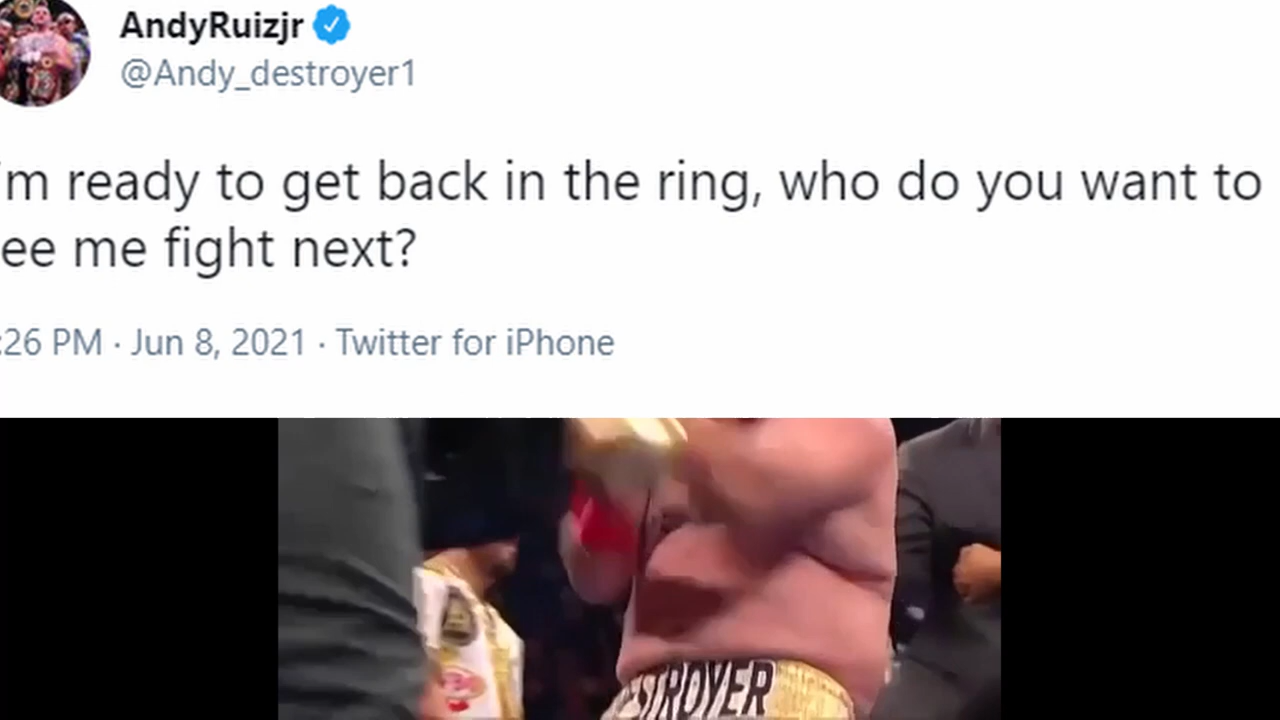 AndyRuizjr
@Andy_destroyer1
'm ready to get back in the ring, who do you want to
ee me fight next?
:26 PM · Jun 8, 2021 · Twitter for iPhone
ESTROYER